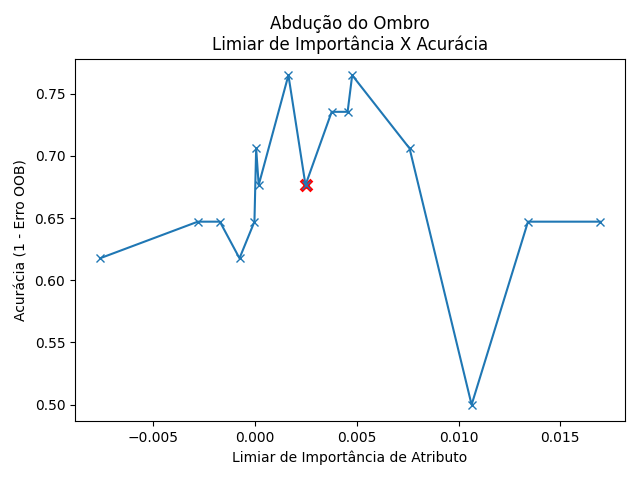 Abdução do Ombro
Limiar de Importância X Acurácia
Acurácia (1 - Erro OOB)
0.75
0.70
0.65
0.60
0.55
0.50
−0.005 0.000 0.005 0.010 0.015
Limiar de Importância de Atributo